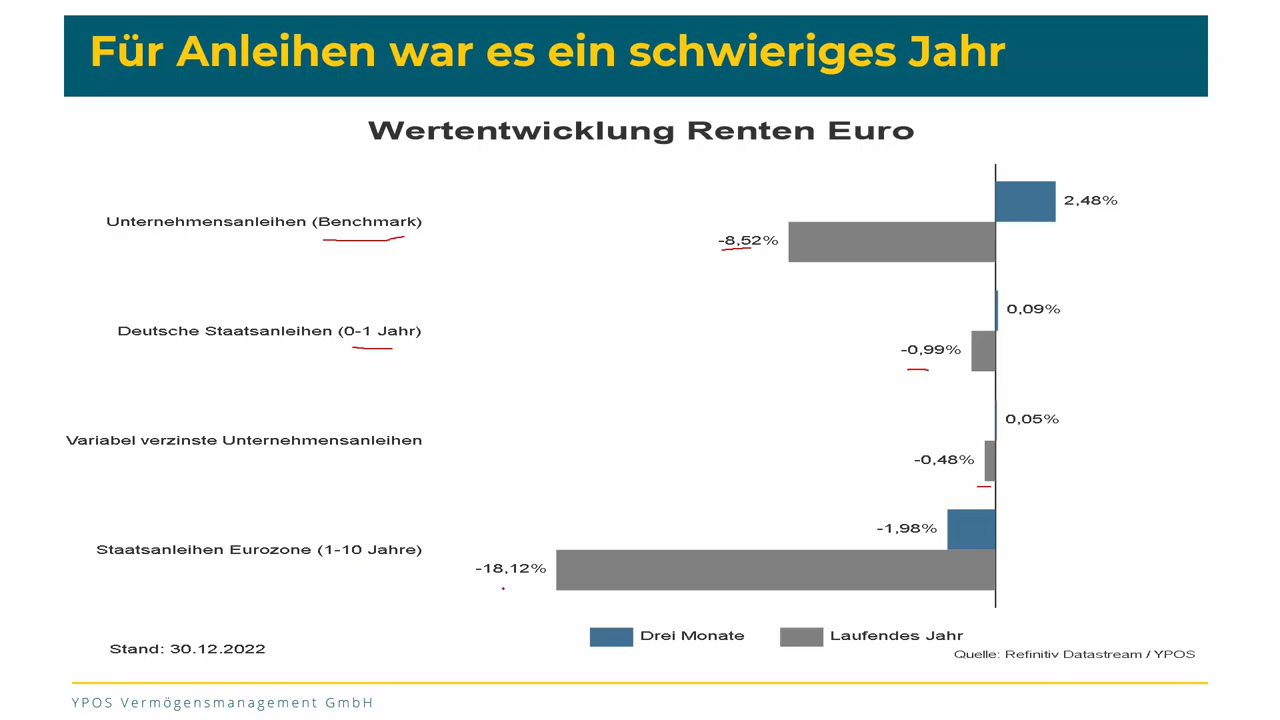 Für Anleihen war es ein schwieriges Jahr
Wertentwicklung Renten Euro
Unternehmensanleihen (Benchmark)
2,48%
-8,52%
Deutsche Staatsanleihen (0-1 Jahr)
0,09%
-0,99%
Variabel verzinste Unternehmensanleihen
0,05%
-0,48%
Staatsanleihen Eurozone (1-10 Jahre)
-1,98%
-18,12%
Drei Monate
Laufendes Jahr
Stand: 30.12.2022
Quelle: Refinitiv Datastream / YPOS
YPOS Vermögensmanagement GmbH